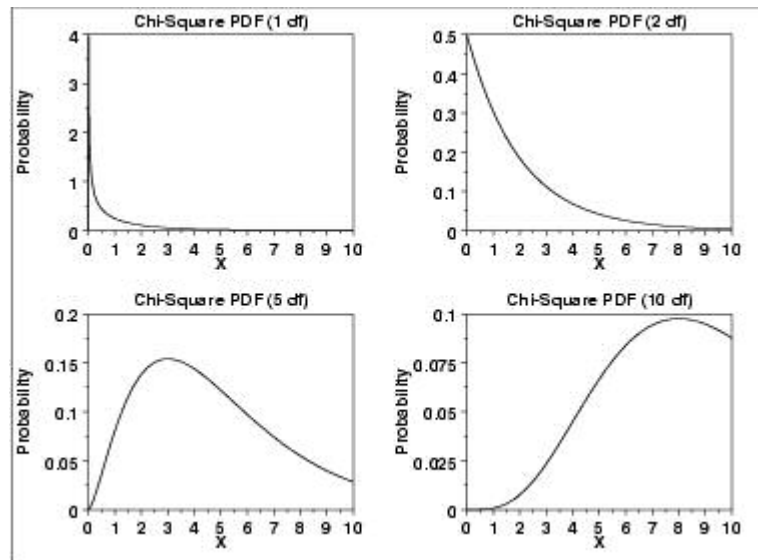 Chi-Square PDF (1 df)
Probability
4
3
2
1
0
0 1 2 3 4 5 6 7 8 9 10
X
Chi-Square PDF (2 df)
Probability
0.5
0.4
0.3
0.2
0.1
0
0 1 2 3 4 5 6 7 8 9 10
X
Chi-Square PDF (5 df)
Probability
0.2
0.15
0.1
0.05
0
0 1 2 3 4 5 6 7 8 9 10
X
Chi-Square PDF (10 df)
Probability
0.1
0.075
0.05
0.025
0
0 1 2 3 4 5 6 7 8 9 10
X